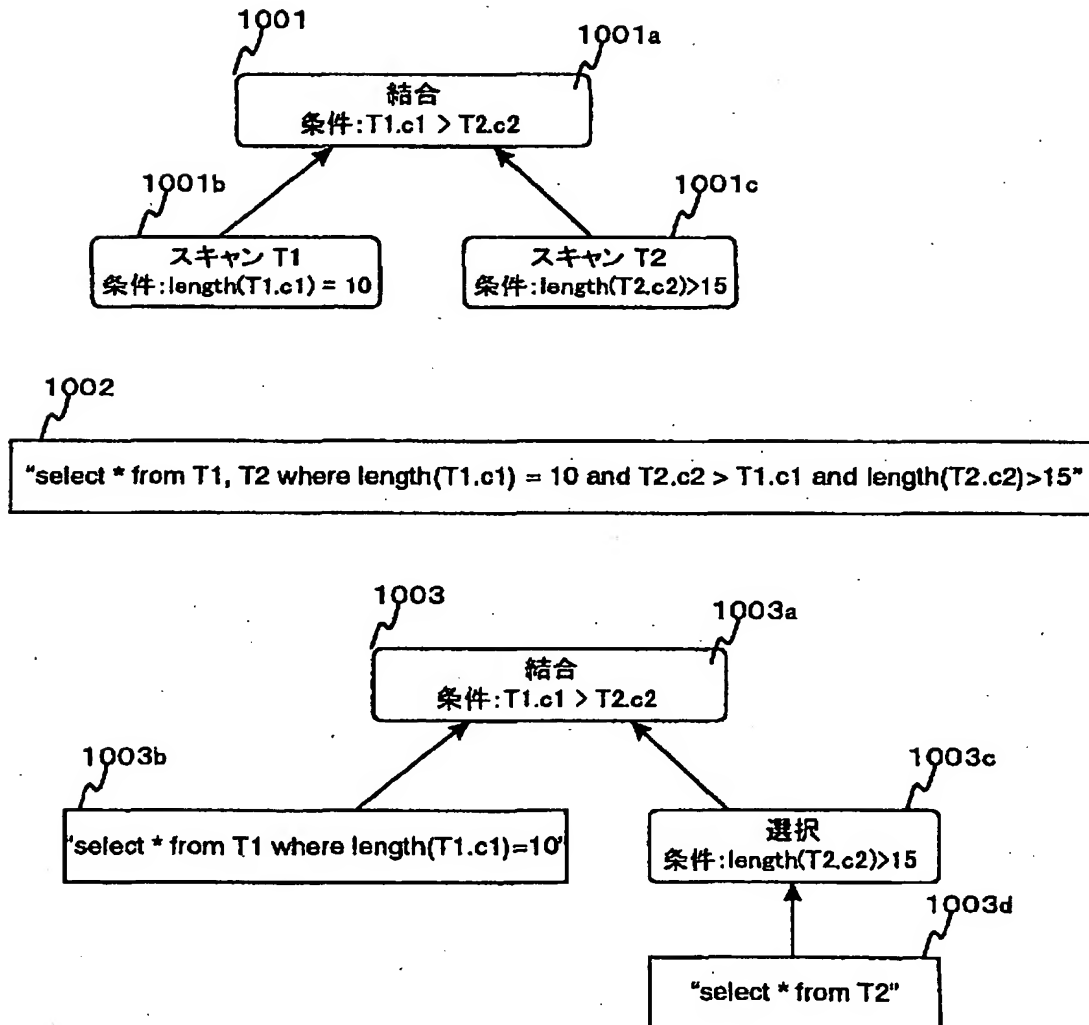 1001
1001a
結合
条件:T1.c1 > T2.c2
1001b
1001c
スキャン T1
条件:length(T1.c1) = 10
スキャン T2
条件:length(T2.c2)>15
1002
“select * from T1, T2 where length(T1.c1) = 10 and T2.c2 > T1.c1 and length(T2.c2)>15”
1003
1003a
結合
条件:T1.c1 > T2.c2
1003b
1003c
‘select * from T1 where length(T1.c1)=10’
選択
条件:length(T2.c2)>15
1003d
“select * from T2”